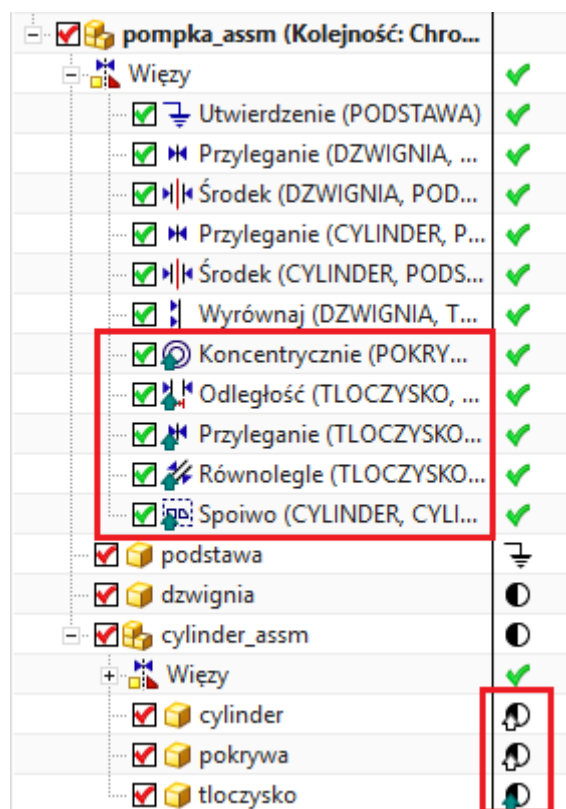 pompka_assm (Kolejność: Chro...
Więzy
Utwierdzenie (PODSTAWA)
Przyleganie (DZWIGNIA, ...
Środek (DZWIGNIA, POD...
Przyleganie (CYLINDER, P...
Środek (CYLINDER, PODS...
Wyrównaj (DZWIGNIA, T...
Koncentrycznie (POKRY...
Odległość (TLOCZYSKO, ...
Przyleganie (TLOCZYSKO...
Równolegle (TLOCZYSKO...
Spoiwo (CYLINDER, CYLI...
podstawa
dzwignia
cylinder_assm
Więzy
cylinder
pokrywa
tloczysko